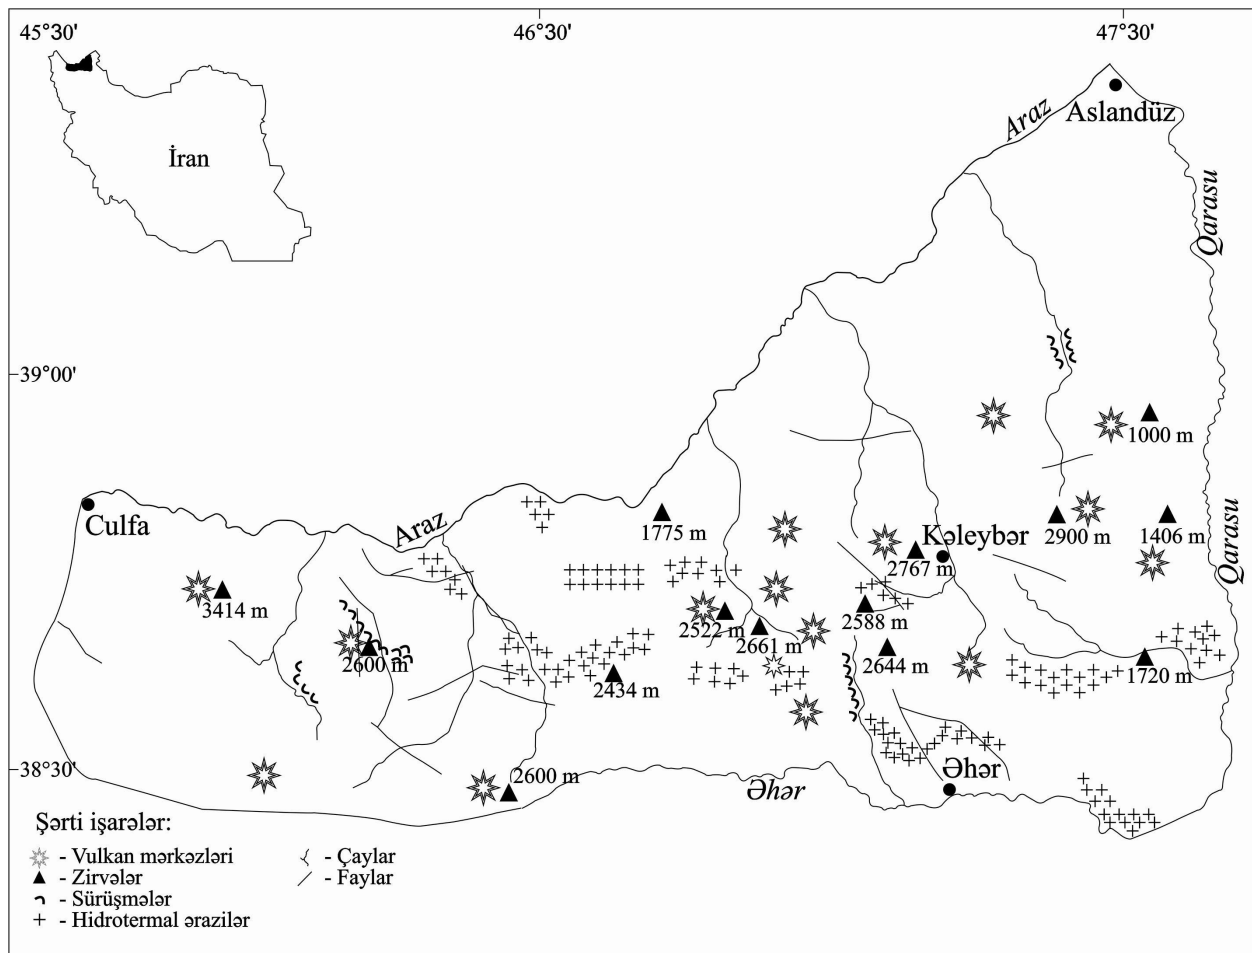 45°30'
46°30'
47°30'
İran
Araz
Aslandüz
Qarasu
39°00'
1000 m
Culfa
Araz
1775 m
Kəleybər
2767 m
2900 m
1406 m
Qarasu
3414 m
2600 m
2522 m
2661 m
2588 m
2644 m
2434 m
1720 m
38°30'
2600 m
Əhər
Əhər
Şərti işarələr:
- Vulkan mərkəzləri
- Zirvələr
- Sürüşmələr
- Hidrotermal ərazilər
- Çaylar
- Faylar